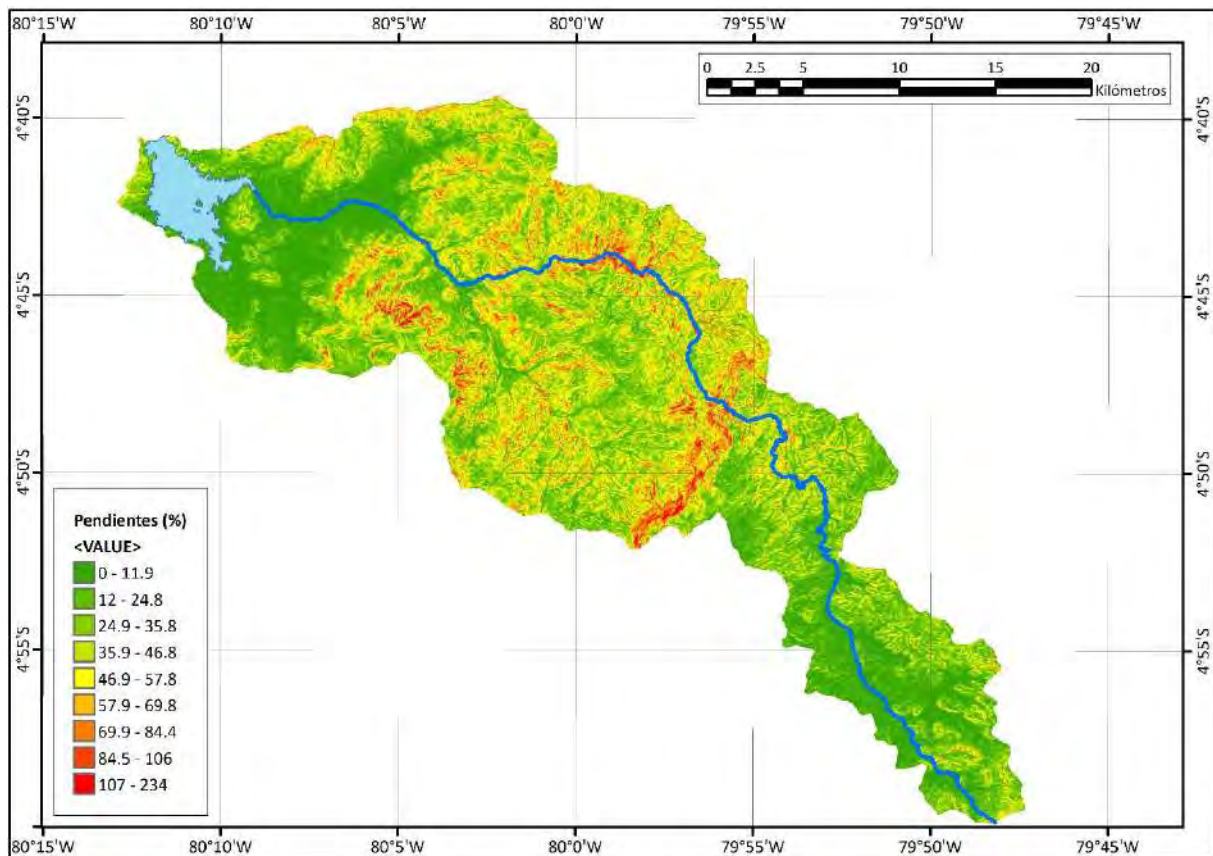 80°15'W 80°10'W 80°5'W 80°0'W 79°55'W 79°50'W 79°45'W
0 2.5 5 10 15 20
Kilómetros
4°40'S 4°40'S
4°45'S 4°45'S
4°50'S 4°50'S
4°55'S 4°55'S
Pendientes (%)
<VALUE>
0 - 11.9
12 - 24.8
24.9 - 35.8
35.9 - 46.8
46.9 - 57.8
57.9 - 69.8
69.9 - 84.4
84.5 - 106
107 - 234
80°15'W 80°10'W 80°5'W 80°0'W 79°55'W 79°50'W 79°45'W